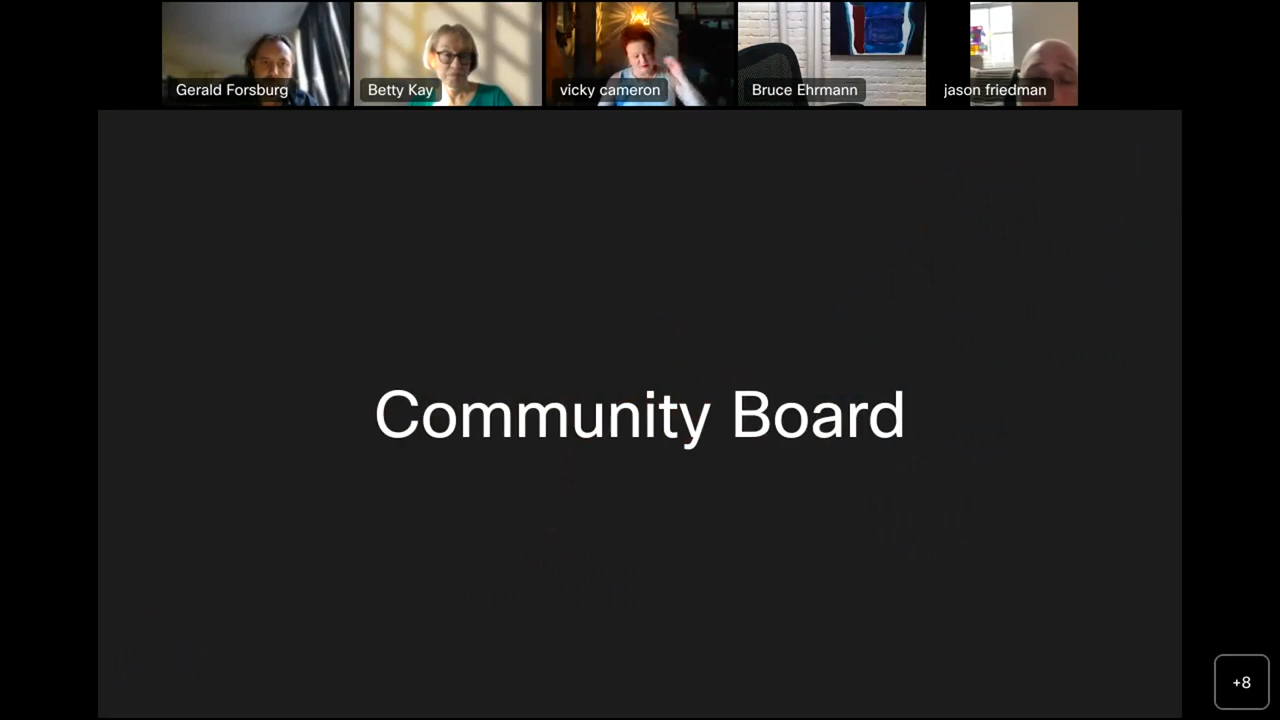 Gerald Forsburg
Betty Kay
vicky cameron
Bruce Ehrmann
jason friedman
Community Board
+8